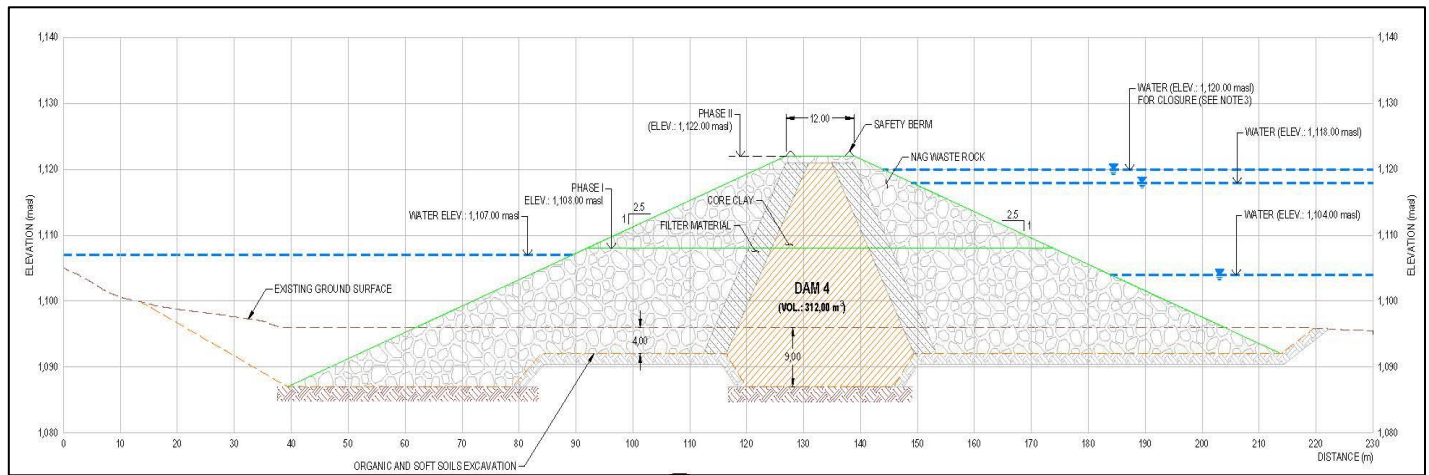 1,140
1,130
1,120
1,110
1,100
1,090
1,080
ELEVATION (masl)
1,140
1,130
1,120
1,110
1,100
1,090
1,080
ELEVATION (masl)
WATER (ELEV.: 1,120.00 masl)
FOR CLOSURE (SEE NOTE 3)
PHASE II
(ELEV.: 1,122.00 masl)
12.00
SAFETY BERM
WATER (ELEV.: 1,118.00 masl)
NAG WASTE ROCK
PHASE I
ELEV.: 1,108.00 masl
CORE CLAY
2.5
1
2.5
1
WATER ELEV.: 1,107.00 masl
FILTER MATERIAL
WATER (ELEV.: 1,104.00 masl)
EXISTING GROUND SURFACE
DAM 4
(VOL.: 312,00 m³)
4,00
9,00
0 10 20 30 40 50 60 70 80 90 100 110 120 130 140 150 160 170 180 190 200 210 220 230
DISTANCE (m)
ORGANIC AND SOFT SOILS EXCAVATION